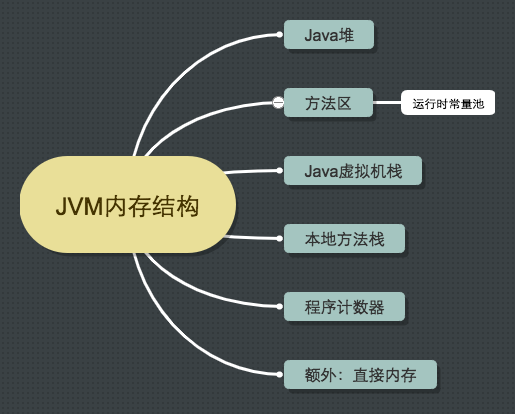 Java堆
方法区
运行时常量池
Java虚拟机栈
JVM内存结构
本地方法栈
程序计数器
额外：直接内存